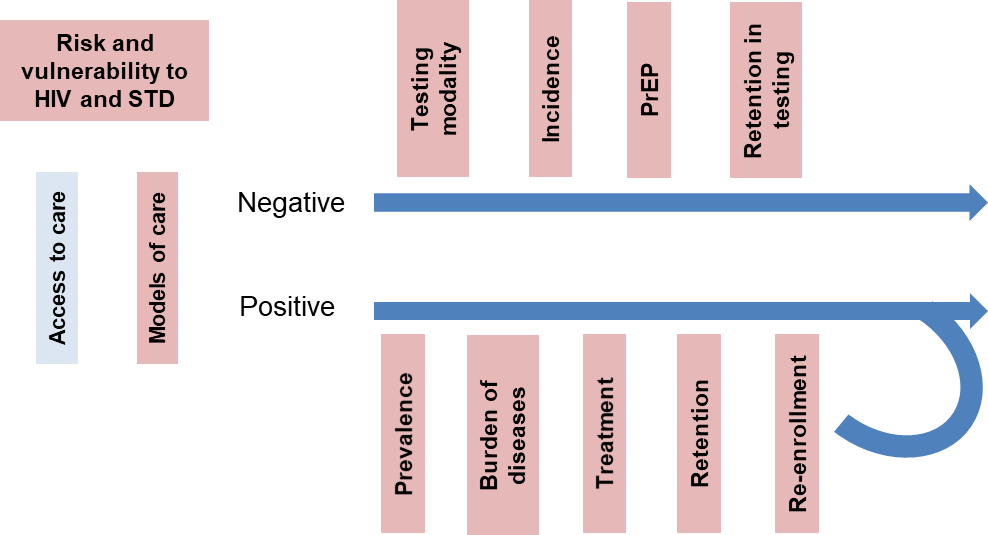 Risk and
vulnerability to
HIV and STD
Access to care
Models of care
Testing
modality
Incidence
PrEP
Retention in
testing
Negative
Positive
Prevalence
Burden of
diseases
Treatment
Retention
Re-enrollment